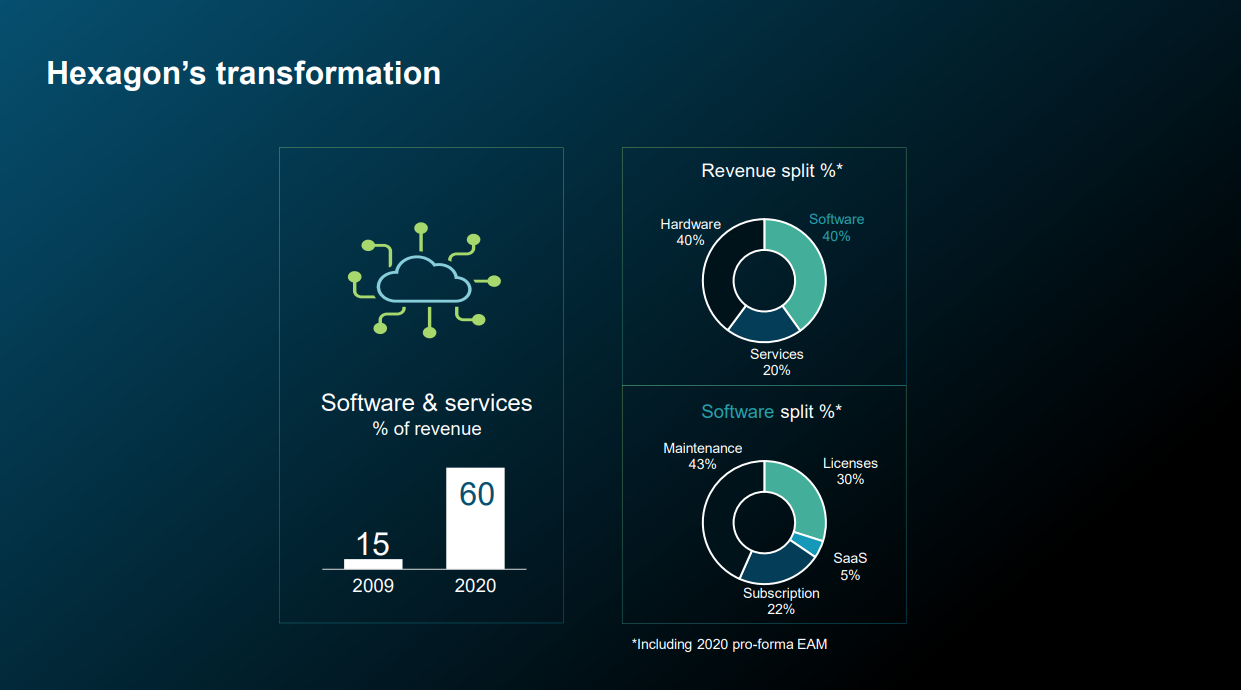 Hexagon’s transformation
Software & services
% of revenue
15
60
2009
2020
Revenue split %*
Hardware
40%
Software
40%
Services
20%
Software split %*
Maintenance
43%
Licenses
30%
SaaS
5%
Subscription
22%
*Including 2020 pro-forma EAM